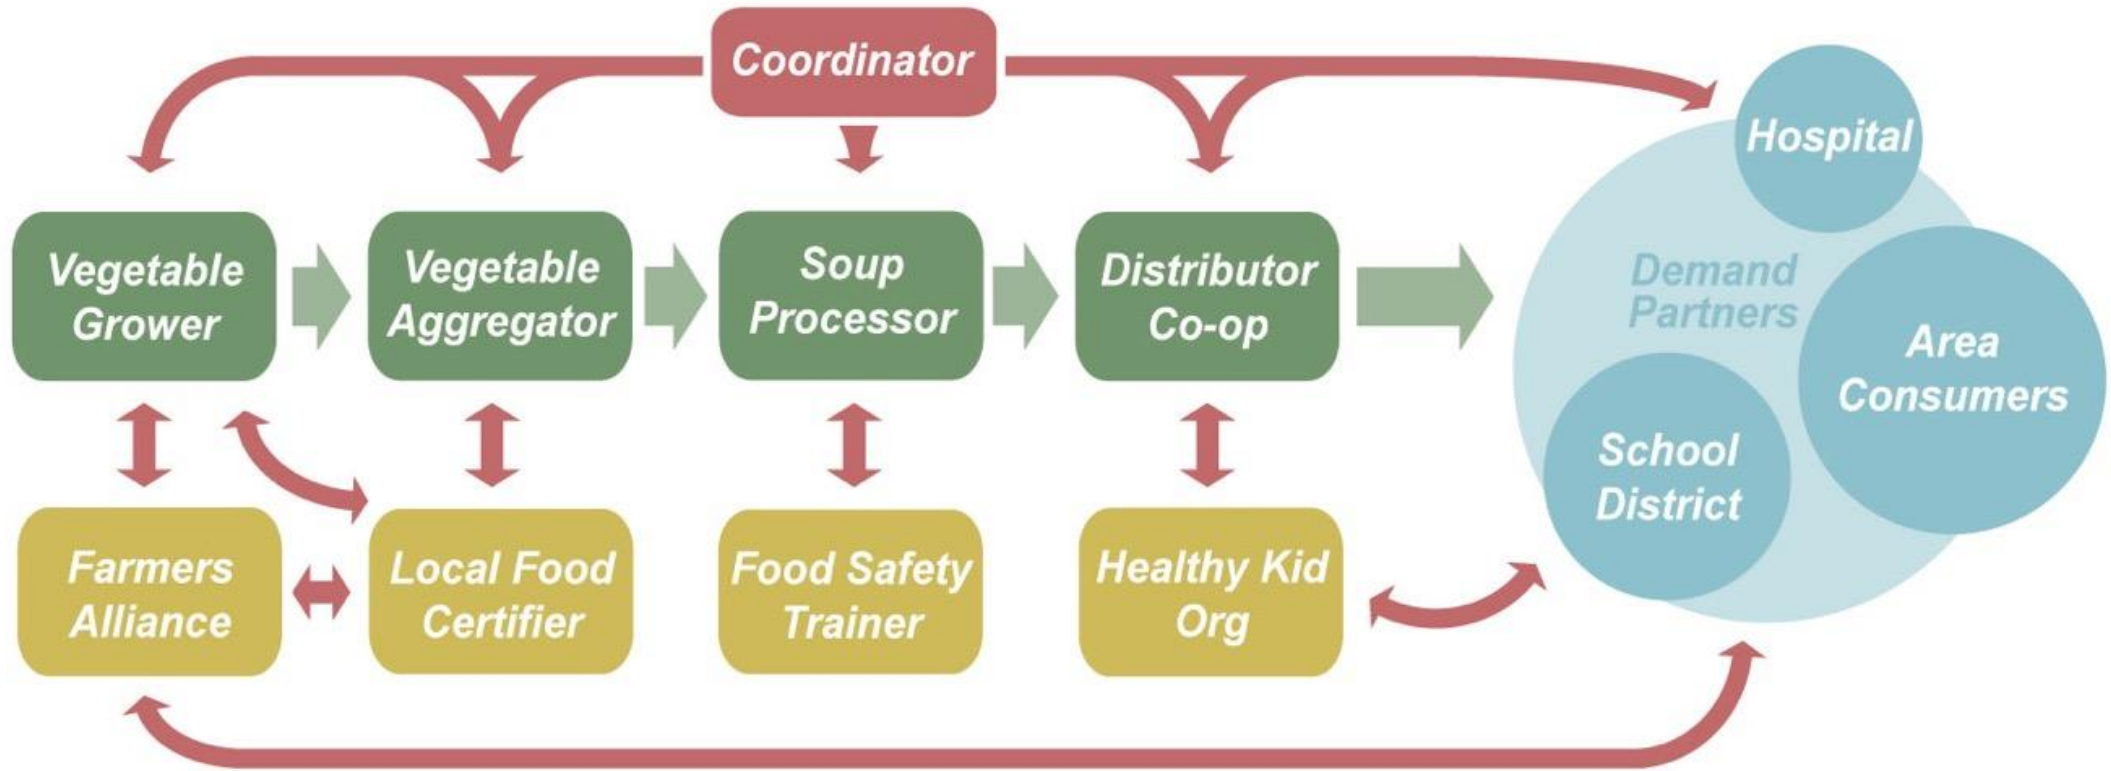 Coordinator
Hospital
Vegetable
Grower
Vegetable
Aggregator
Soup
Processor
Distributor
Co-op
Demand
Partners
Area
Consumers
School
District
Farmers
Alliance
Local Food
Certifier
Food Safety
Trainer
Healthy Kid
Org